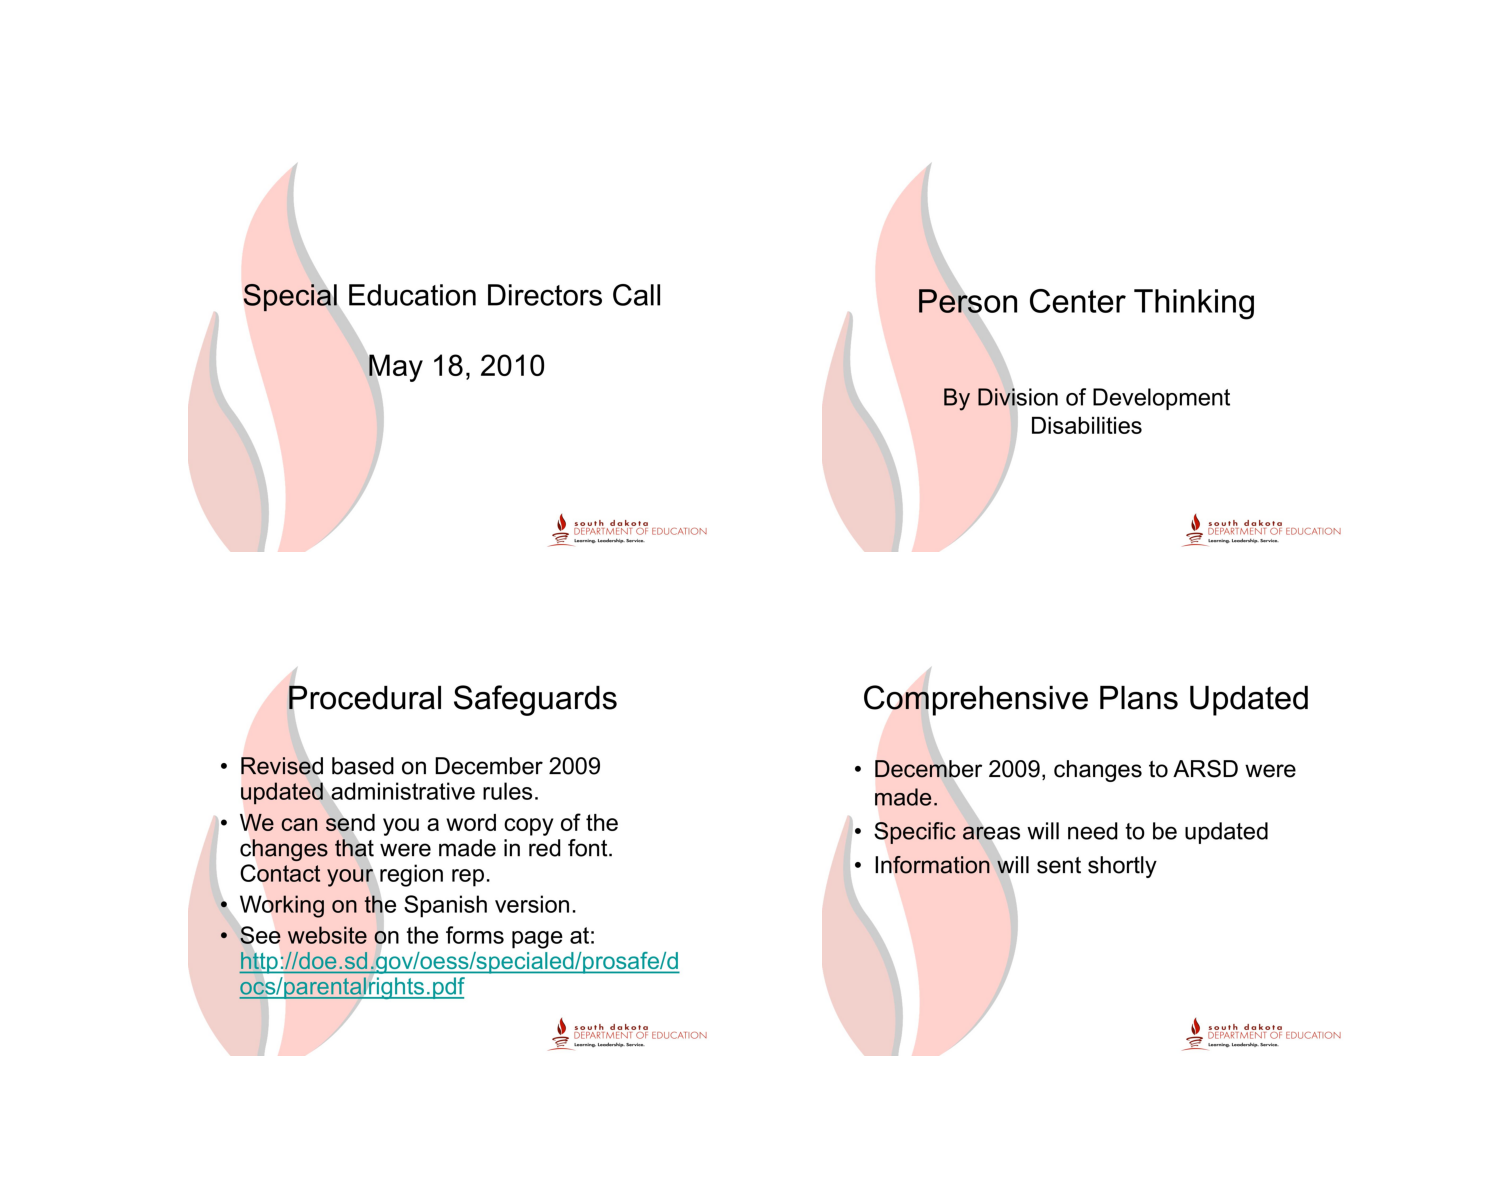 Special Education Directors Call
May 18, 2010
south dakota
DEPARTMENT OF EDUCATION
Learning. Leadership. Service.
Person Center Thinking
By Division of Development
Disabilities
south dakota
DEPARTMENT OF EDUCATION
Learning. Leadership. Service.
Procedural Safeguards
• Revised based on December 2009
updated administrative rules.
• We can send you a word copy of the
changes that were made in red font.
Contact your region rep.
• Working on the Spanish version.
• See website on the forms page at:
http://doe.sd.gov/oess/specialed/prosafe/d
ocs/parentalrights.pdf
south dakota
DEPARTMENT OF EDUCATION
Learning. Leadership. Service.
Comprehensive Plans Updated
• December 2009, changes to ARSD were
made.
• Specific areas will need to be updated
• Information will sent shortly
south dakota
DEPARTMENT OF EDUCATION
Learning. Leadership. Service.